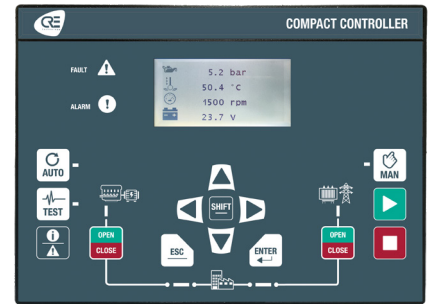 CRE
COMPACT CONTROLLER
FAULT
ALARM
5.2 bar
50.4 °C
1500 rpm
23.7 V
AUTO
MAN
TEST
SHIFT
OPEN
CLOSE
ESC
ENTER
OPEN
CLOSE